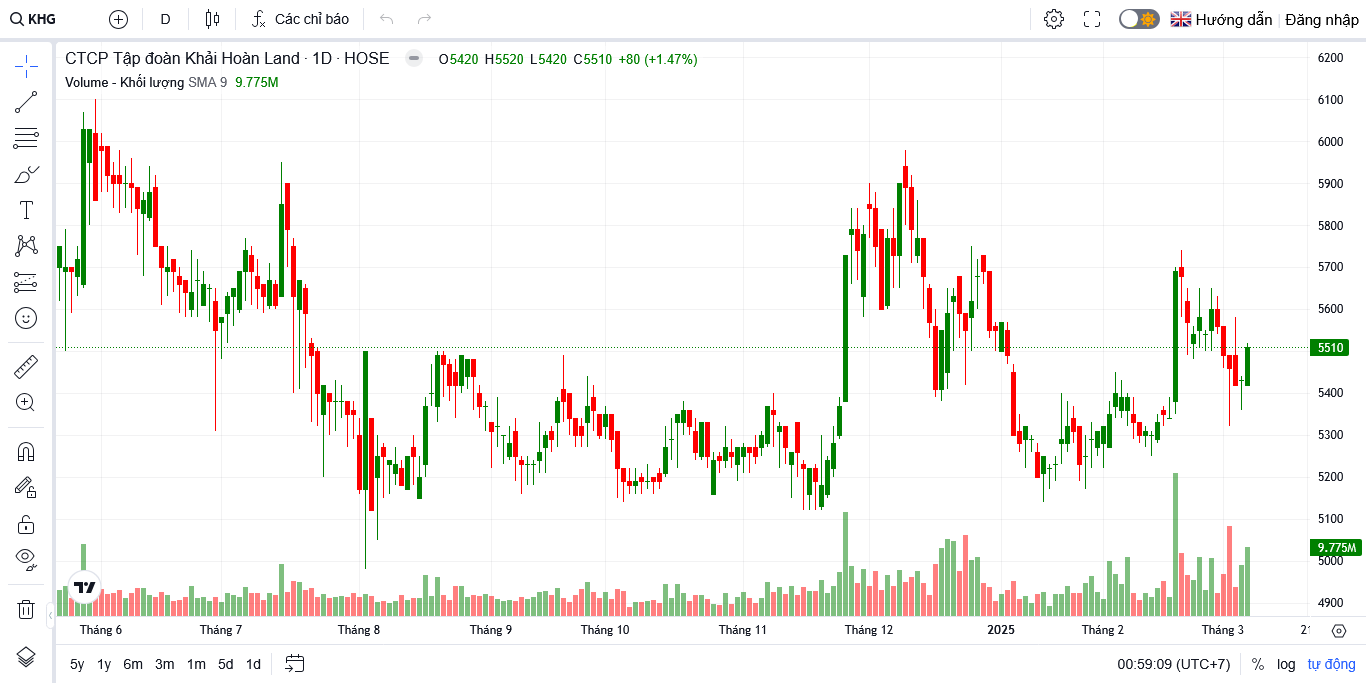 KHG D Các chỉ báo Hướng dẫn Đăng nhập
CTCP Tập đoàn Khải Hoàn Land · 1D · HOSE O5420 H5520 L5420 C5510 +80 (+1.47%)
Volume - Khối lượng SMA 9 9.775M
6200
6100
6000
5900
5800
5700
5600
5510
5400
5300
5200
5100
9.775M
5000
4900
Tháng 6 Tháng 7 Tháng 8 Tháng 9 Tháng 10 Tháng 11 Tháng 12 2025 Tháng 2 Tháng 3
5y 1y 6m 3m 1m 5d 1d 00:59:09 (UTC+7) % log tự động